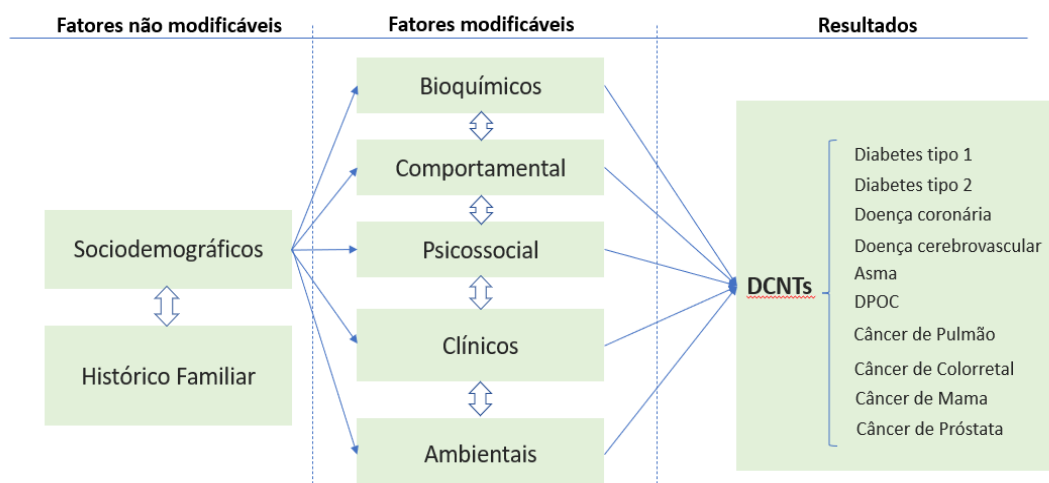 Fatores não modificáveis
Fatores modificáveis
Resultados
Sociodemográficos
Histórico Familiar
Bioquímicos
Comportamental
Psicossocial
Clínicos
Ambientais
DCNTs
Diabetes tipo 1
Diabetes tipo 2
Doença coronária
Doença cerebrovascular
Asma
DPOC
Câncer de Pulmão
Câncer de Colorretal
Câncer de Mama
Câncer de Próstata